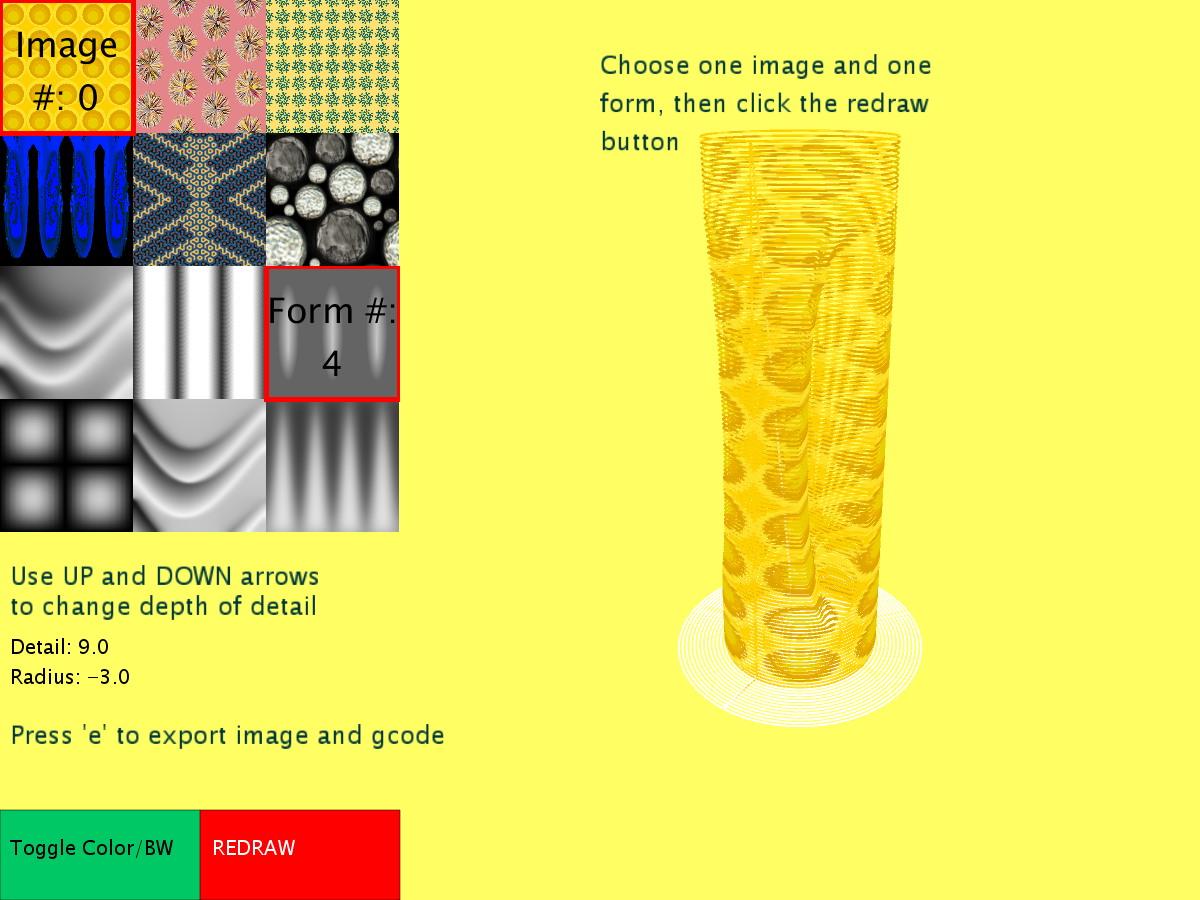 Image
#: 0
Choose one image and one
form, then click the redraw
button
Form #:
4
Use UP and DOWN arrows
to change depth of detail
Detail: 9.0
Radius: −3.0
Press 'e' to export image and gcode
Toggle Color/BW
REDRAW